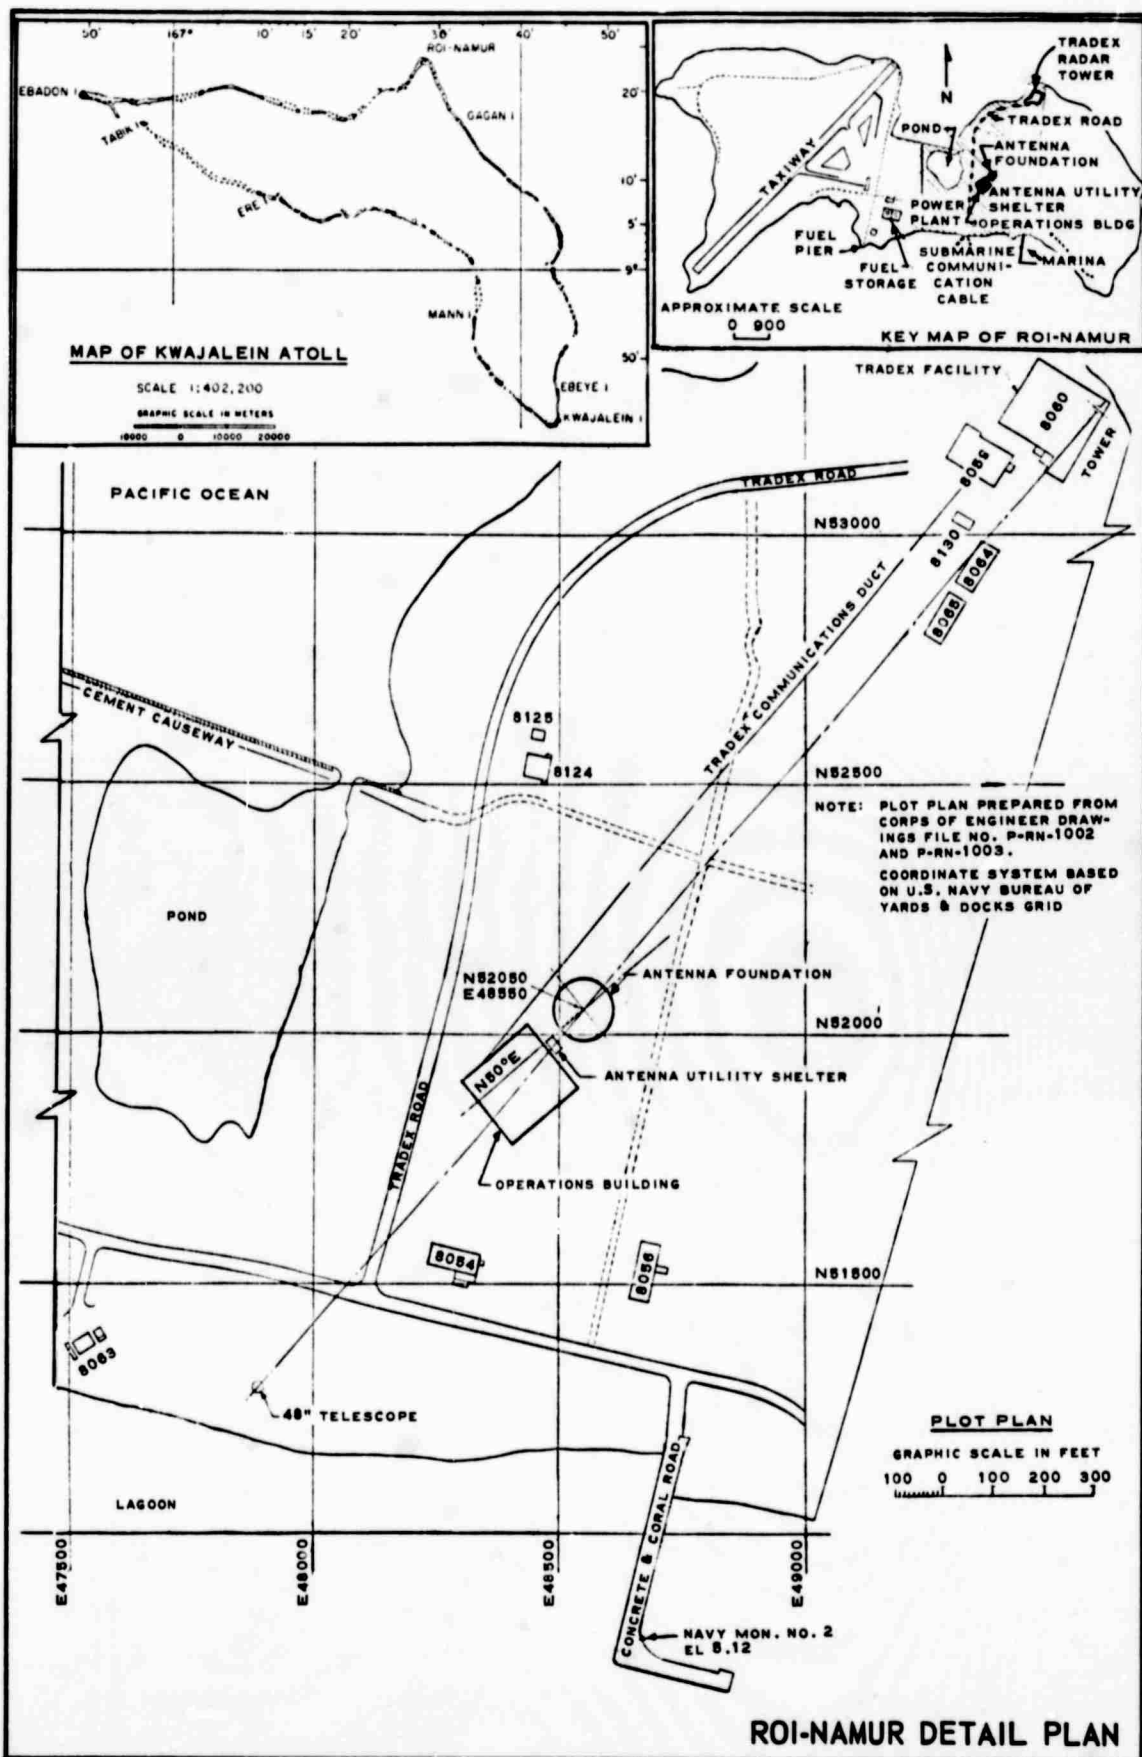 50'
167°
10'
15'
20'
30'
40'
50'
ROI-NAMUR
EBADON I
TABIK I
GAGAN I
ERE I
MANN I
EBEYE I
KWAJALEIN I
20'
10'
5'
9°
50'
MAP OF KWAJALEIN ATOLL
SCALE 1:402,200
GRAPHIC SCALE IN METERS
10000 0 10000 20000
TRADEX
RADAR
TOWER
N
TRADEX ROAD
POND
ANTENNA
FOUNDATION
TAXIWAY
ANTENNA UTILITY
SHELTER
POWER
PLANT
OPERATIONS BLDG
FUEL
PIER
SUBMARINE
COMMUNI-
CATION
CABLE
MARINA
FUEL
STORAGE
APPROXIMATE SCALE
0 900
KEY MAP OF ROI-NAMUR
TRADEX FACILITY
8060
8059
TOWER
PACIFIC OCEAN
TRADEX ROAD
N53000
8130
8064
8065
TRADEX COMMUNICATIONS DUCT
CEMENT CAUSEWAY
8125
8124
N52500
NOTE: PLOT PLAN PREPARED FROM
CORPS OF ENGINEER DRAW-
INGS FILE NO. P-RN-1002
AND P-RN-1003.
COORDINATE SYSTEM BASED
ON U.S. NAVY BUREAU OF
YARDS & DOCKS GRID
POND
N52050
E48550
ANTENNA FOUNDATION
N52000
N50°E
ANTENNA UTILIITY SHELTER
TRADEX ROAD
OPERATIONS BUILDING
8054
8056
N51500
8063
48" TELESCOPE
PLOT PLAN
GRAPHIC SCALE IN FEET
100 0 100 200 300
LAGOON
CONCRETE & CORAL ROAD
E47500
E48000
E48500
E49000
NAVY MON. NO. 2
EL 8.12
ROI-NAMUR DETAIL PLAN